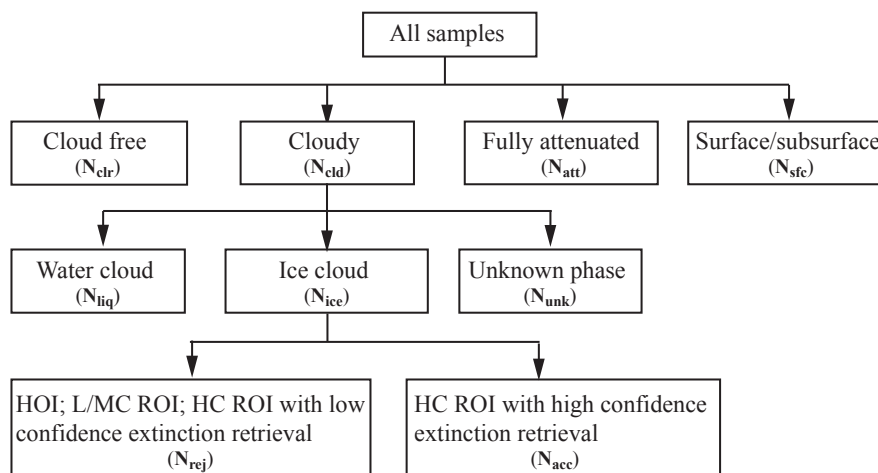 All samples
Cloud free
(Nclr)
Cloudy
(Ncld)
Fully attenuated
(Natt)
Surface/subsurface
(Nsfc)
Water cloud
(Nliq)
Ice cloud
(Nice)
Unknown phase
(Nunk)
HOI; L/MC ROI; HC ROI with low
confidence extinction retrieval
(Nrej)
HC ROI with high confidence
extinction retrieval
(Nacc)